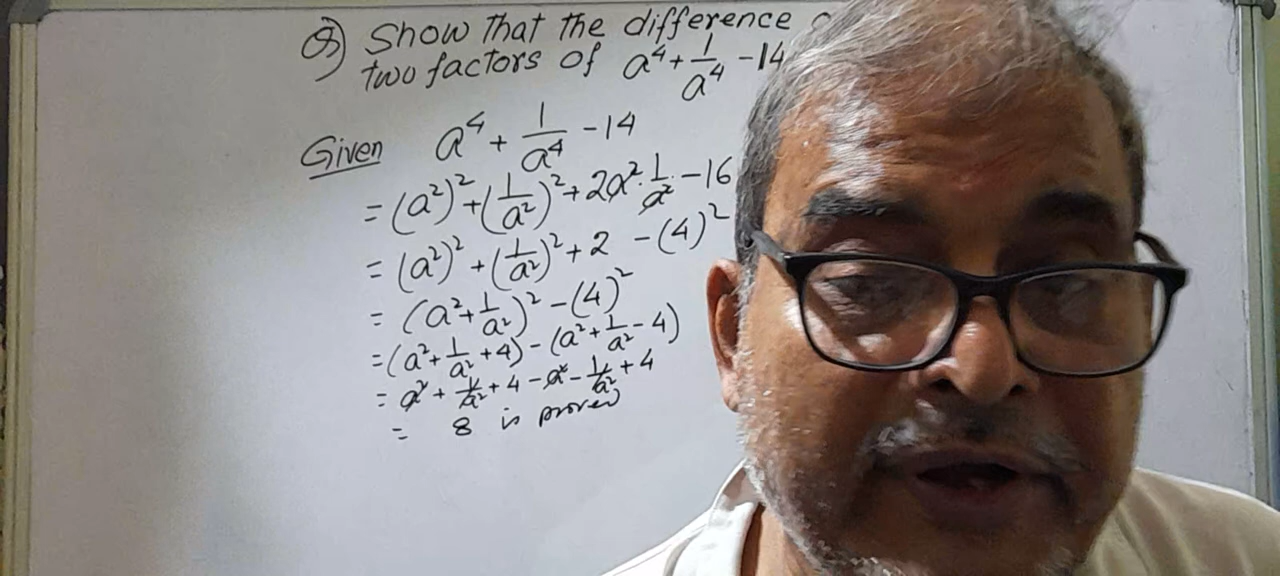 Q) Show that the difference
two factors of a⁴ + 1/a⁴ - 14
Given a⁴ + 1/a⁴ - 14
= (a²)² + (1/a²)² + 2a² · 1/a² - 16
= (a²)² + (1/a²)² + 2 - (4)²
= (a² + 1/a²)² - (4)²
= (a² + 1/a² + 4) - (a² + 1/a² - 4)
= a² + 1/a² + 4 - a² - 1/a² + 4
= 8 is proved